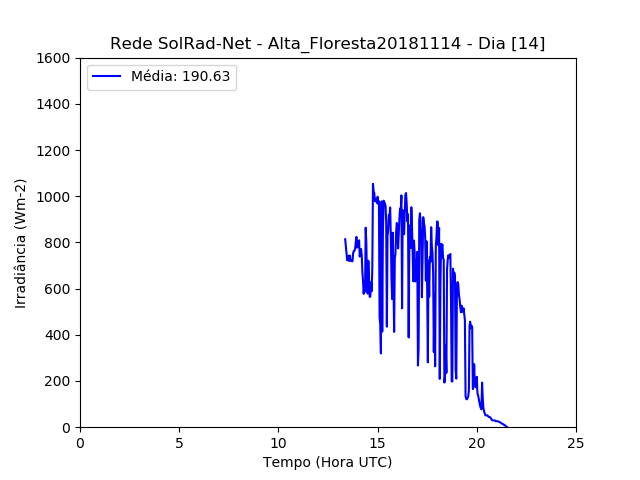 Rede SolRad-Net - Alta_Floresta20181114 - Dia [14]
Média: 190.63
Irradiância (Wm-2)
1600
1400
1200
1000
800
600
400
200
0
0 5 10 15 20 25
Tempo (Hora UTC)